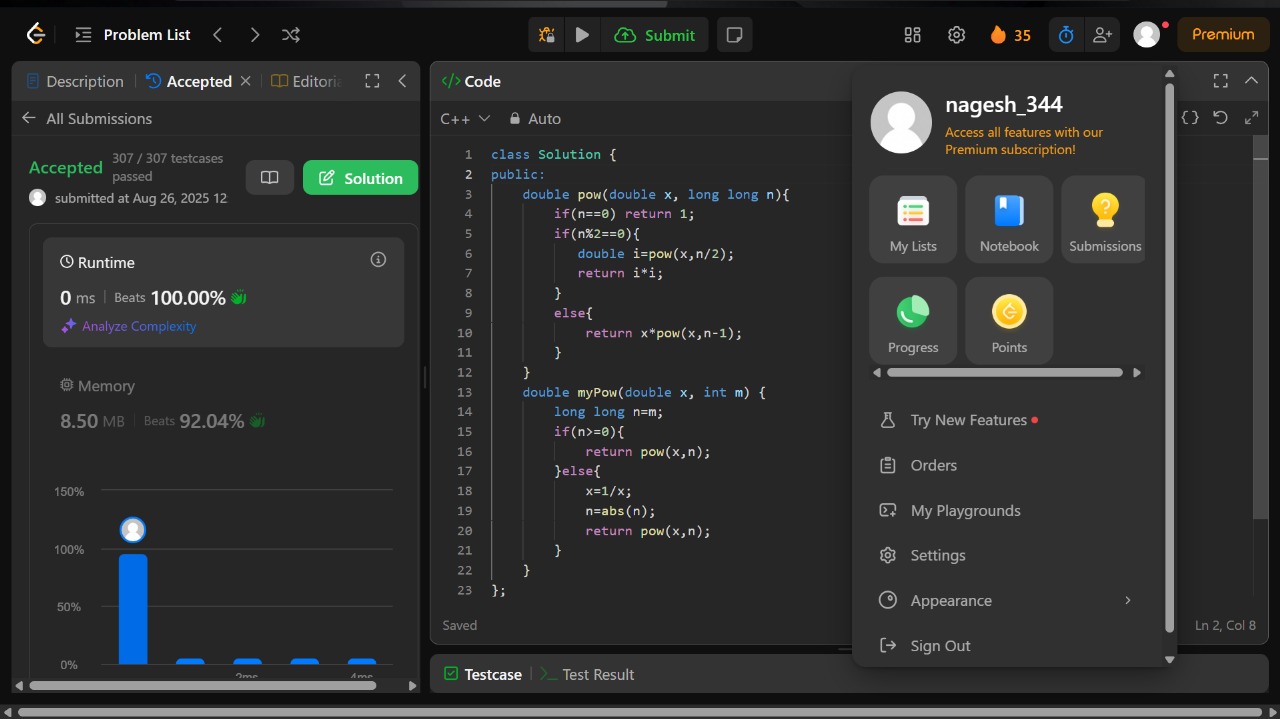 Problem List
Submit
35
Premium
Description
Accepted
Editoria
All Submissions
Accepted
307 / 307 testcases
passed
submitted at Aug 26, 2025 12
Solution
Runtime
0 ms
Beats 100.00%
Analyze Complexity
Memory
8.50 MB
Beats 92.04%
150%
100%
50%
0%
2ms
4ms
</> Code
C++
Auto
{}
1 class Solution {
2 public:
3 double pow(double x, long long n){
4 if(n==0) return 1;
5 if(n%2==0){
6 double i=pow(x,n/2);
7 return i*i;
8 }
9 else{
10 return x*pow(x,n-1);
11 }
12 }
13 double myPow(double x, int m) {
14 long long n=m;
15 if(n>=0){
16 return pow(x,n);
17 }else{
18 x=1/x;
19 n=abs(n);
20 return pow(x,n);
21 }
22 }
23 };
Saved
Ln 2, Col 8
Testcase
Test Result
nagesh_344
Access all features with our
Premium subscription!
My Lists
Notebook
Submissions
Progress
Points
Try New Features
Orders
My Playgrounds
Settings
Appearance
Sign Out